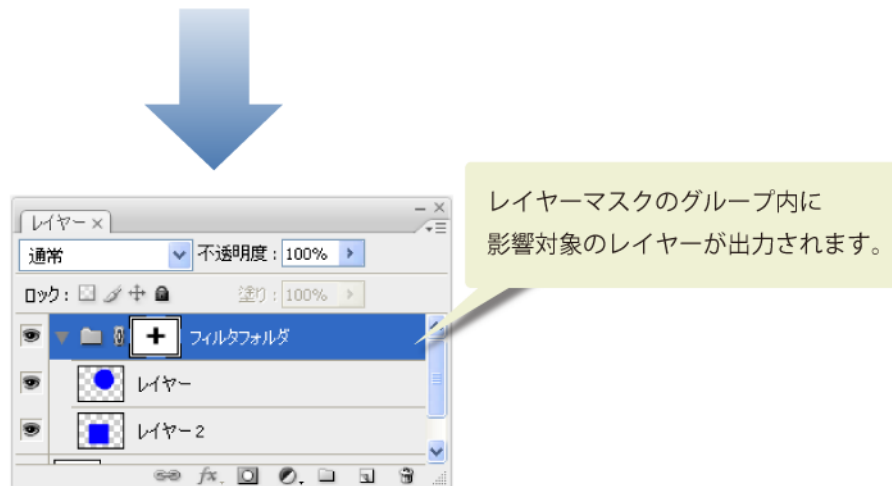 レイヤーマスクのグループ内に
影響対象のレイヤーが出力されます。
レイヤー ×
通常 不透明度 : 100%
ロック : 塗り : 100%
フィルタフォルダ
レイヤー
レイヤー 2
fx.